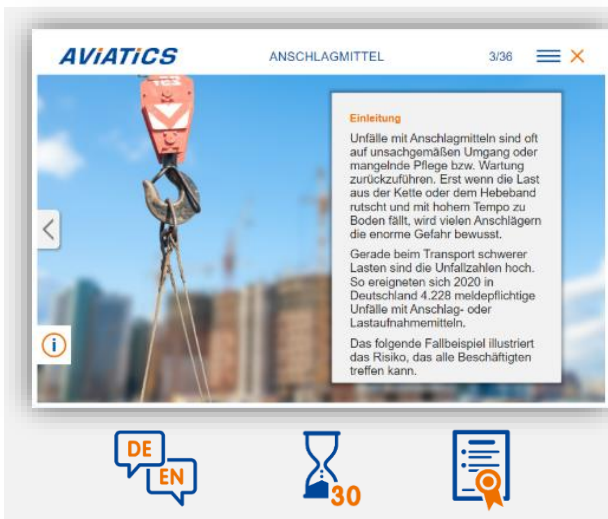 AViATiCS
ANSCHLAGMITTEL
3/36
Einleitung
Unfälle mit Anschlagmitteln sind oft
auf unsachgemäßen Umgang oder
mangelnde Pflege bzw. Wartung
zurückzuführen. Erst wenn die Last
aus der Kette oder dem Hebeband
rutscht und mit hohem Tempo zu
Boden fällt, wird vielen Anschlägern
die enorme Gefahr bewusst.
Gerade beim Transport schwerer
Lasten sind die Unfallzahlen hoch.
So ereigneten sich 2020 in
Deutschland 4.228 meldepflichtige
Unfälle mit Anschlag- oder
Lastaufnahmemitteln.
Das folgende Fallbeispiel illustriert
das Risiko, das alle Beschäftigten
treffen kann.
i
DE
EN
30